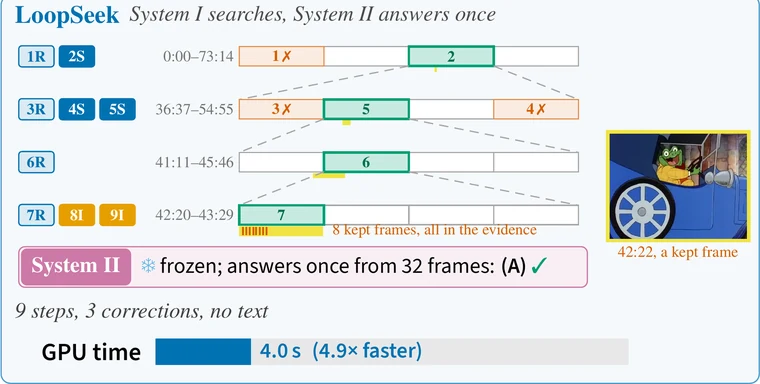 LoopSeek System I searches, System II answers once
1R 2S 0:00–73:14 1✗ 2
3R 4S 5S 36:37–54:55 3✗ 5 4✗
6R 41:11–45:46 6
7R 8I 9I 42:20–43:29 7
8 kept frames, all in the evidence
42:22, a kept frame
System II ❄ frozen; answers once from 32 frames: (A) ✓
9 steps, 3 corrections, no text
GPU time 4.0 s (4.9× faster)